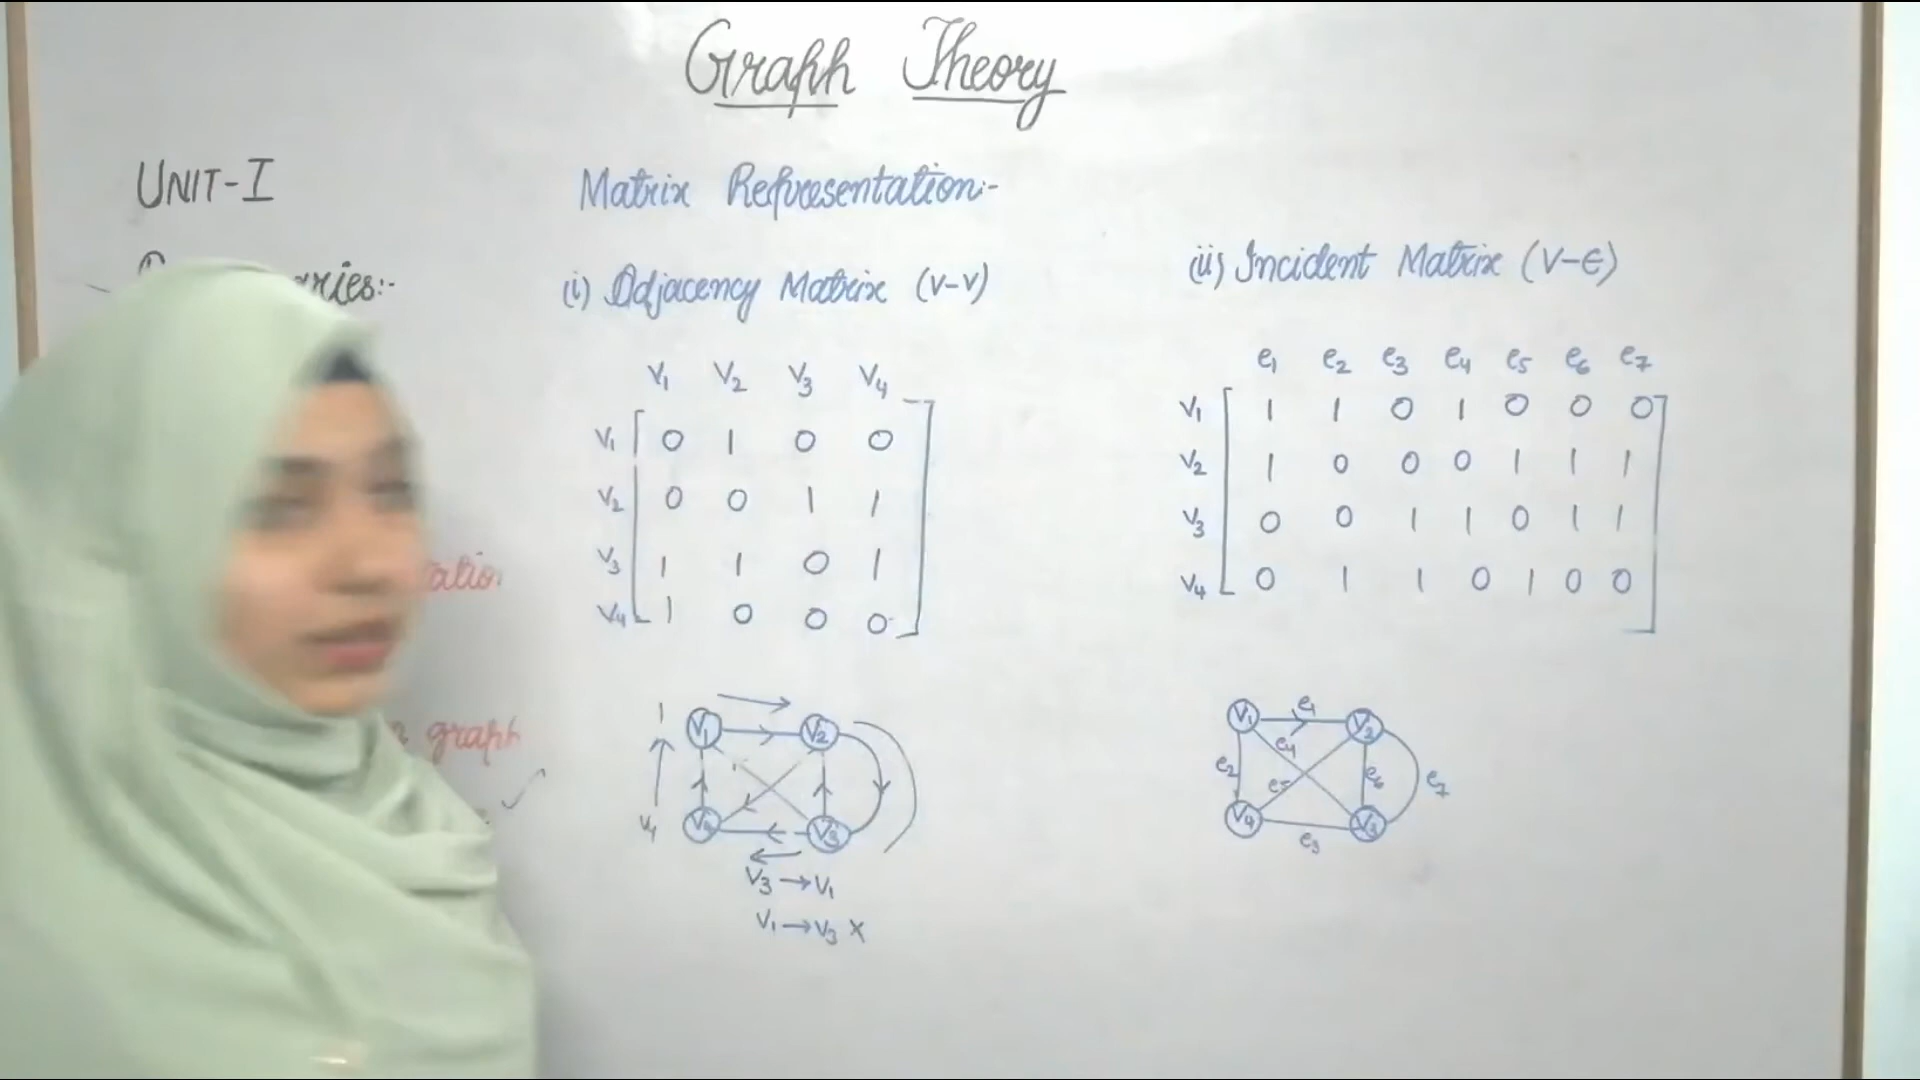 Graph Theory
UNIT-I
Matrix Representation:-
(i) Adjacency Matrix (V-V)
V1 V2 V3 V4
V1 0 1 0 0
V2 0 0 1 1
V3 1 1 0 1
V4 1 0 0 0
V1 V2
V4 V3
V3 → V1
V1 → V3 X
(ii) Incident Matrix (V-E)
e1 e2 e3 e4 e5 e6 e7
V1 1 1 0 1 0 0 0
V2 1 0 0 0 1 1 1
V3 0 0 1 1 0 1 1
V4 0 1 1 0 1 0 0
V1 e1 V2
e4
e2 e5 e6 e7
V4 V3
e3
graph